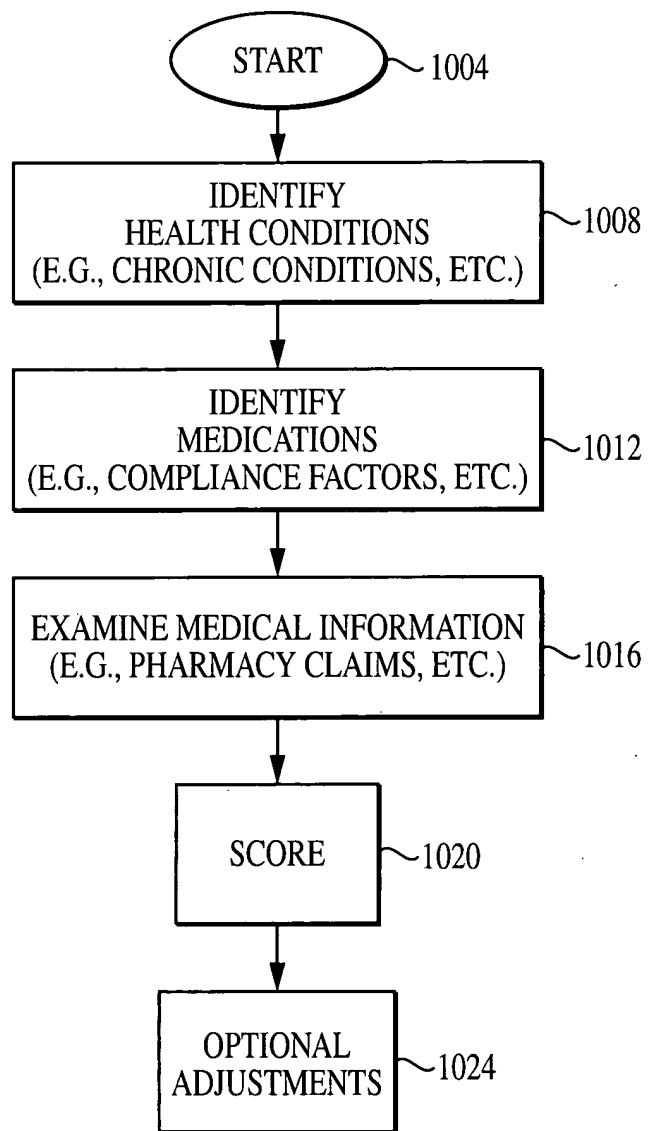 START
1004
IDENTIFY
HEALTH CONDITIONS
(E.G., CHRONIC CONDITIONS, ETC.)
1008
IDENTIFY
MEDICATIONS
(E.G., COMPLIANCE FACTORS, ETC.)
1012
EXAMINE MEDICAL INFORMATION
(E.G., PHARMACY CLAIMS, ETC.)
1016
SCORE
1020
OPTIONAL
ADJUSTMENTS
1024